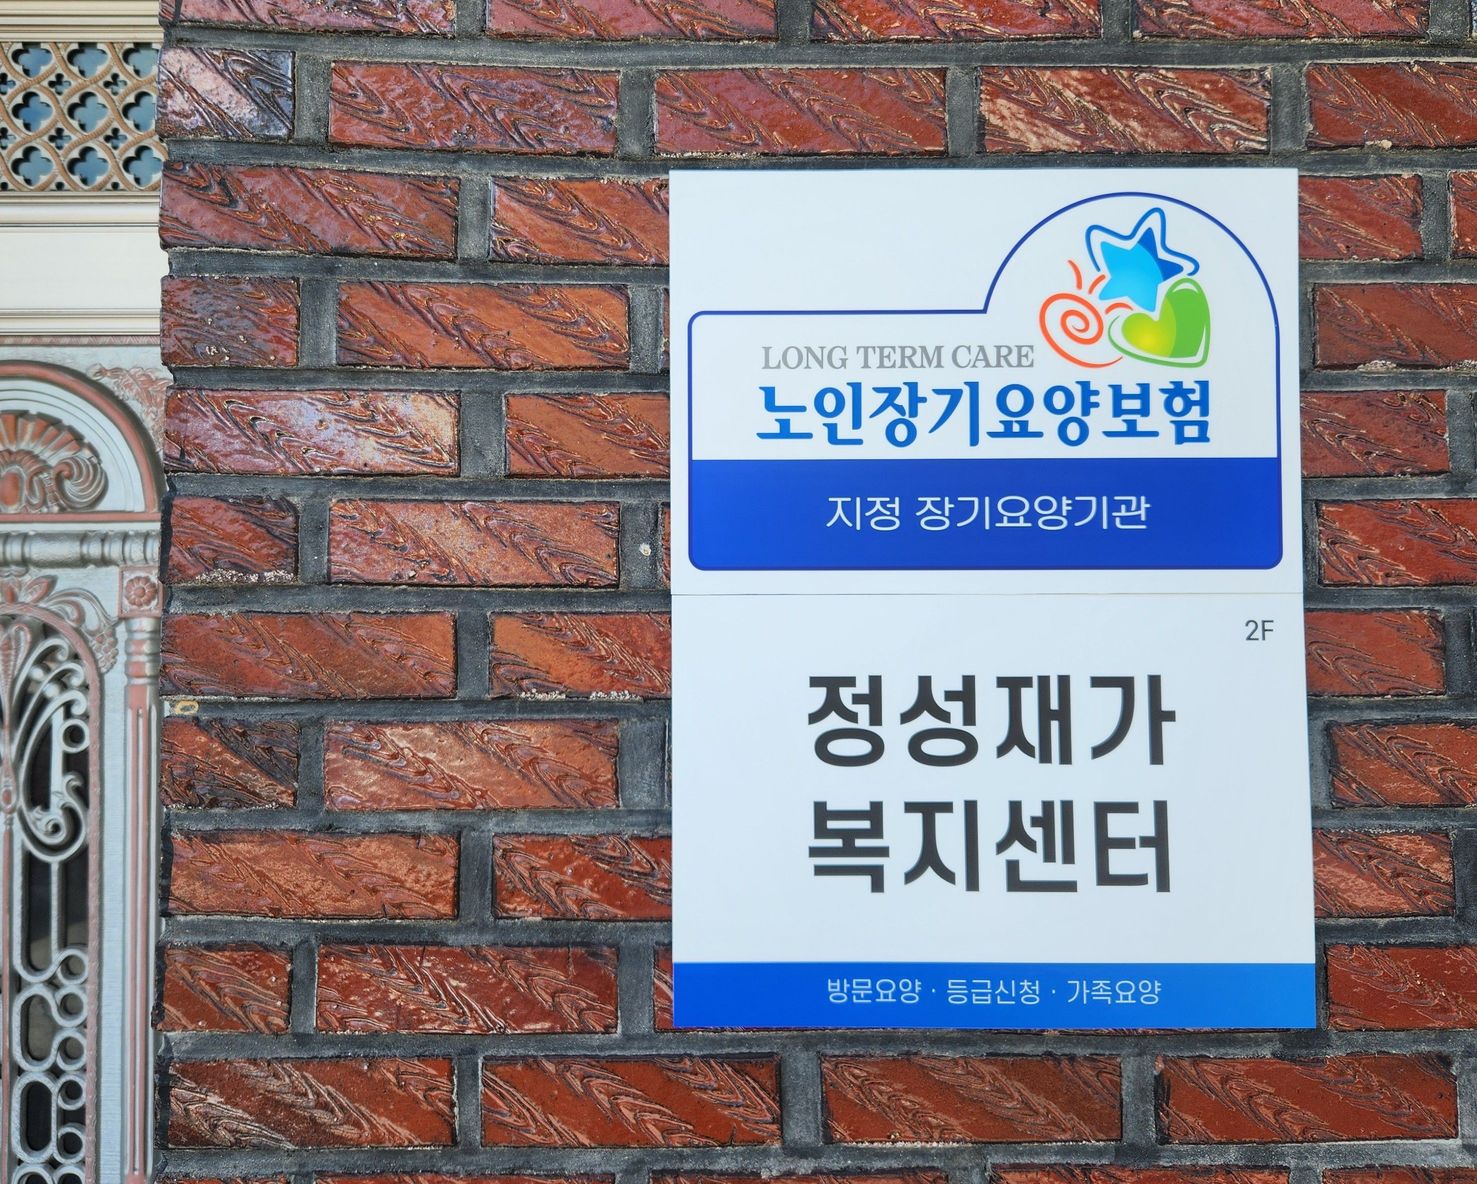 LONG TERM CARE
노인장기요양보험
지정 장기요양기관
2F
정성재가
복지센터
방문요양 · 등급신청 · 가족요양